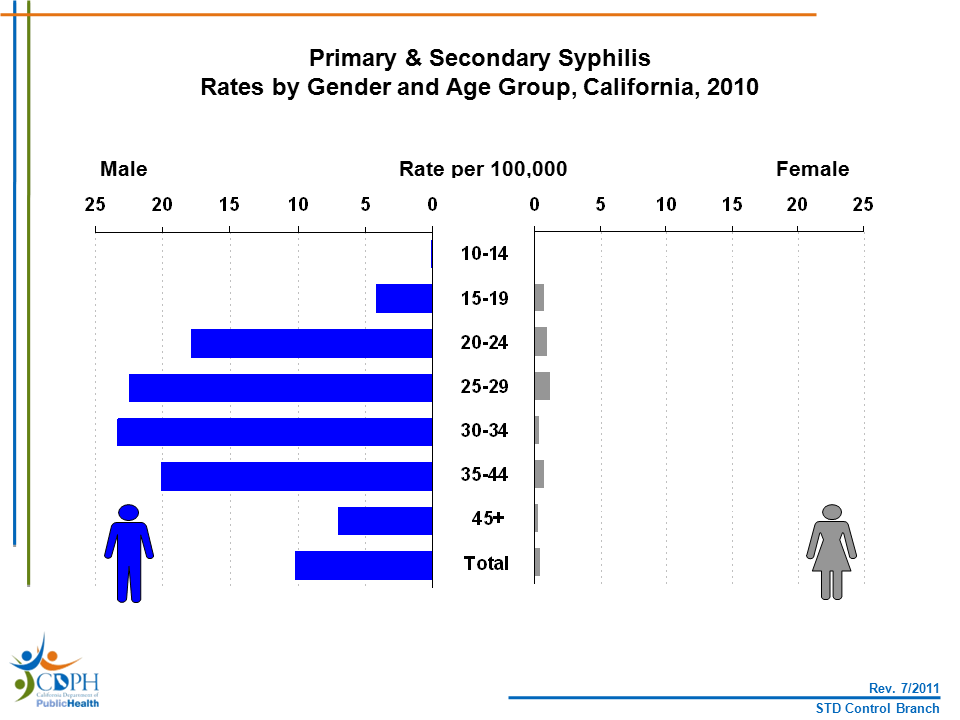 Primary & Secondary Syphilis
Rates by Gender and Age Group, California, 2010
Male Rate per 100,000 Female
25 20 15 10 5 0 0 5 10 15 20 25
10-14
15-19
20-24
25-29
30-34
35-44
45+
Total
CDPH
California Department of
PublicHealth
Rev. 7/2011
STD Control Branch